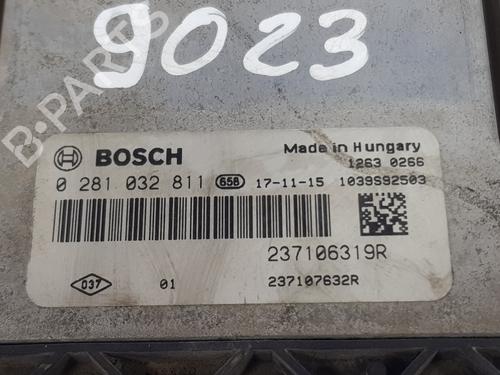 9023
B-PARTS
BOSCH
Made in Hungary
1263 0266
0 281 032 811 658 17-11-15 1039S92503
237106319R
037 01 237107632R